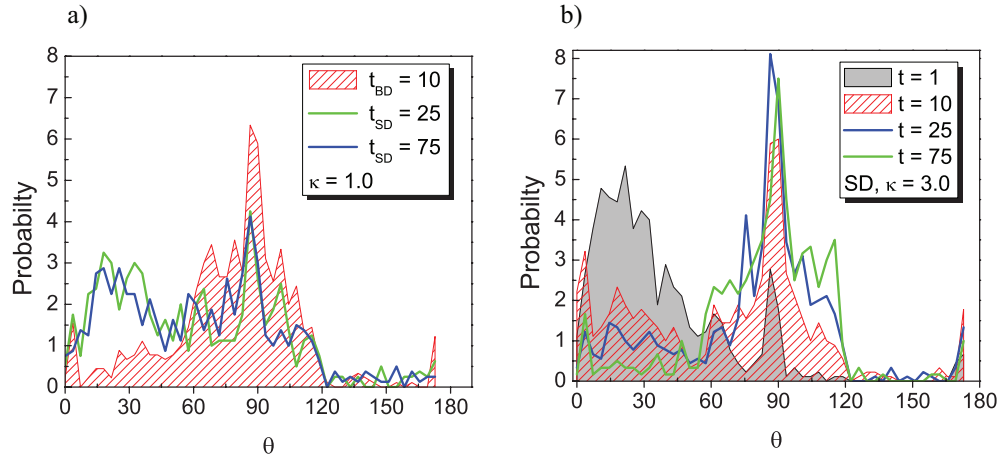 a)
8
7
6
5
4
3
2
1
0
Probabilty
0 30 60 90 120 150 180
θ
t_BD = 10
t_SD = 25
t_SD = 75
κ = 1.0
b)
8
7
6
5
4
3
2
1
0
Probabilty
0 30 60 90 120 150 180
θ
t = 1
t = 10
t = 25
t = 75
SD, κ = 3.0